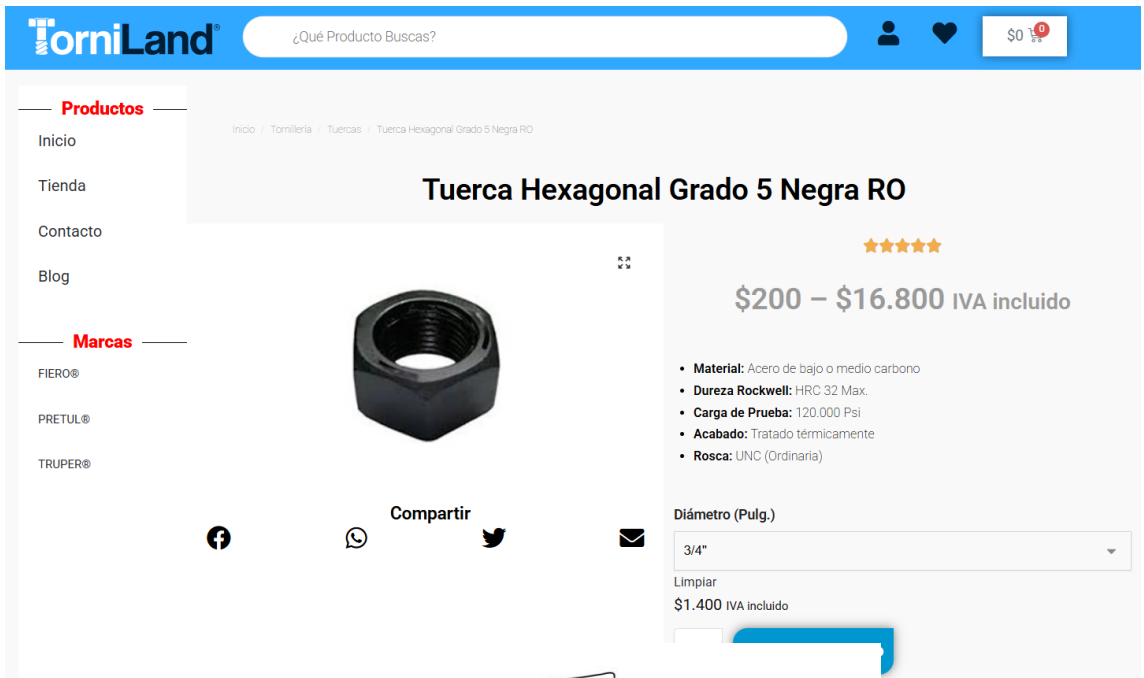 TorniLand®
¿Qué Producto Buscas?
$0
0
Productos
Inicio
Tienda
Contacto
Blog
Marcas
FIERO®
PRETUL®
TRUPER®
Inicio / Tornillería / Tuercas / Tuerca Hexagonal Grado 5 Negra RO
Tuerca Hexagonal Grado 5 Negra RO
Compartir
$200 – $16.800 IVA incluido
Material: Acero de bajo o medio carbono
Dureza Rockwell: HRC 32 Max.
Carga de Prueba: 120.000 Psi
Acabado: Tratado térmicamente
Rosca: UNC (Ordinaria)
Diámetro (Pulg.)
3/4"
Limpiar
$1.400 IVA incluido